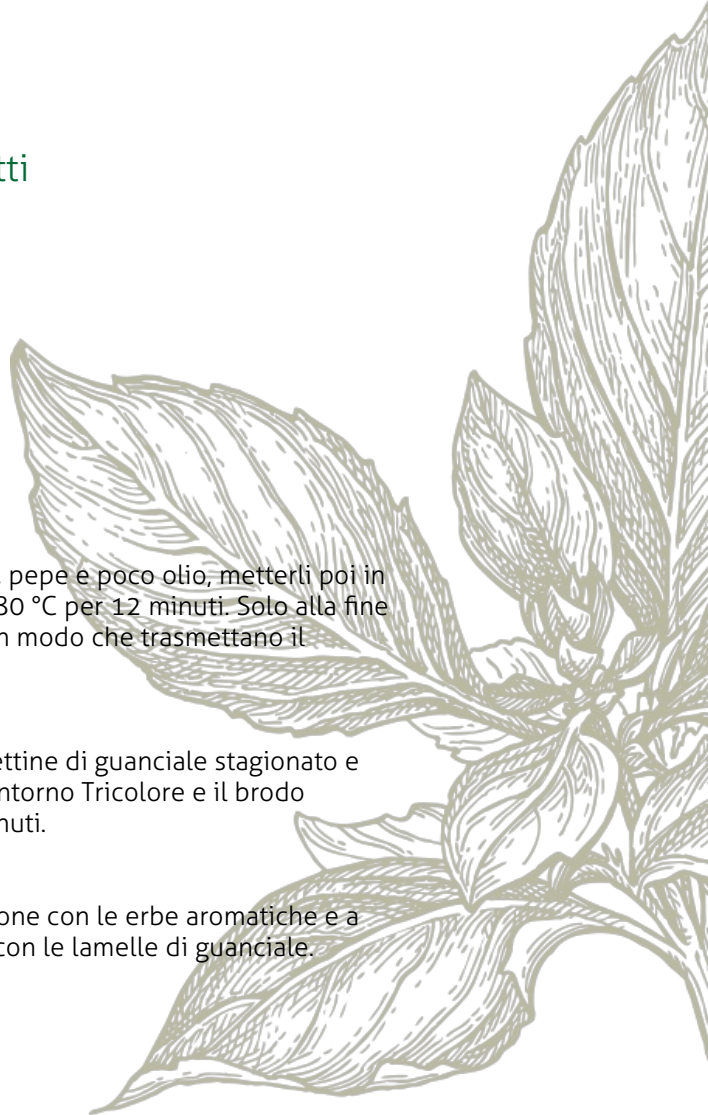 tti
pepe e poco olio, metterli poi in
80 °C per 12 minuti. Solo alla fine
n modo che trasmettano il
ettine di guanciale stagionato e
ntorno Tricolore e il brodo
nuti.
one con le erbe aromatiche e a
con le lamelle di guanciale.